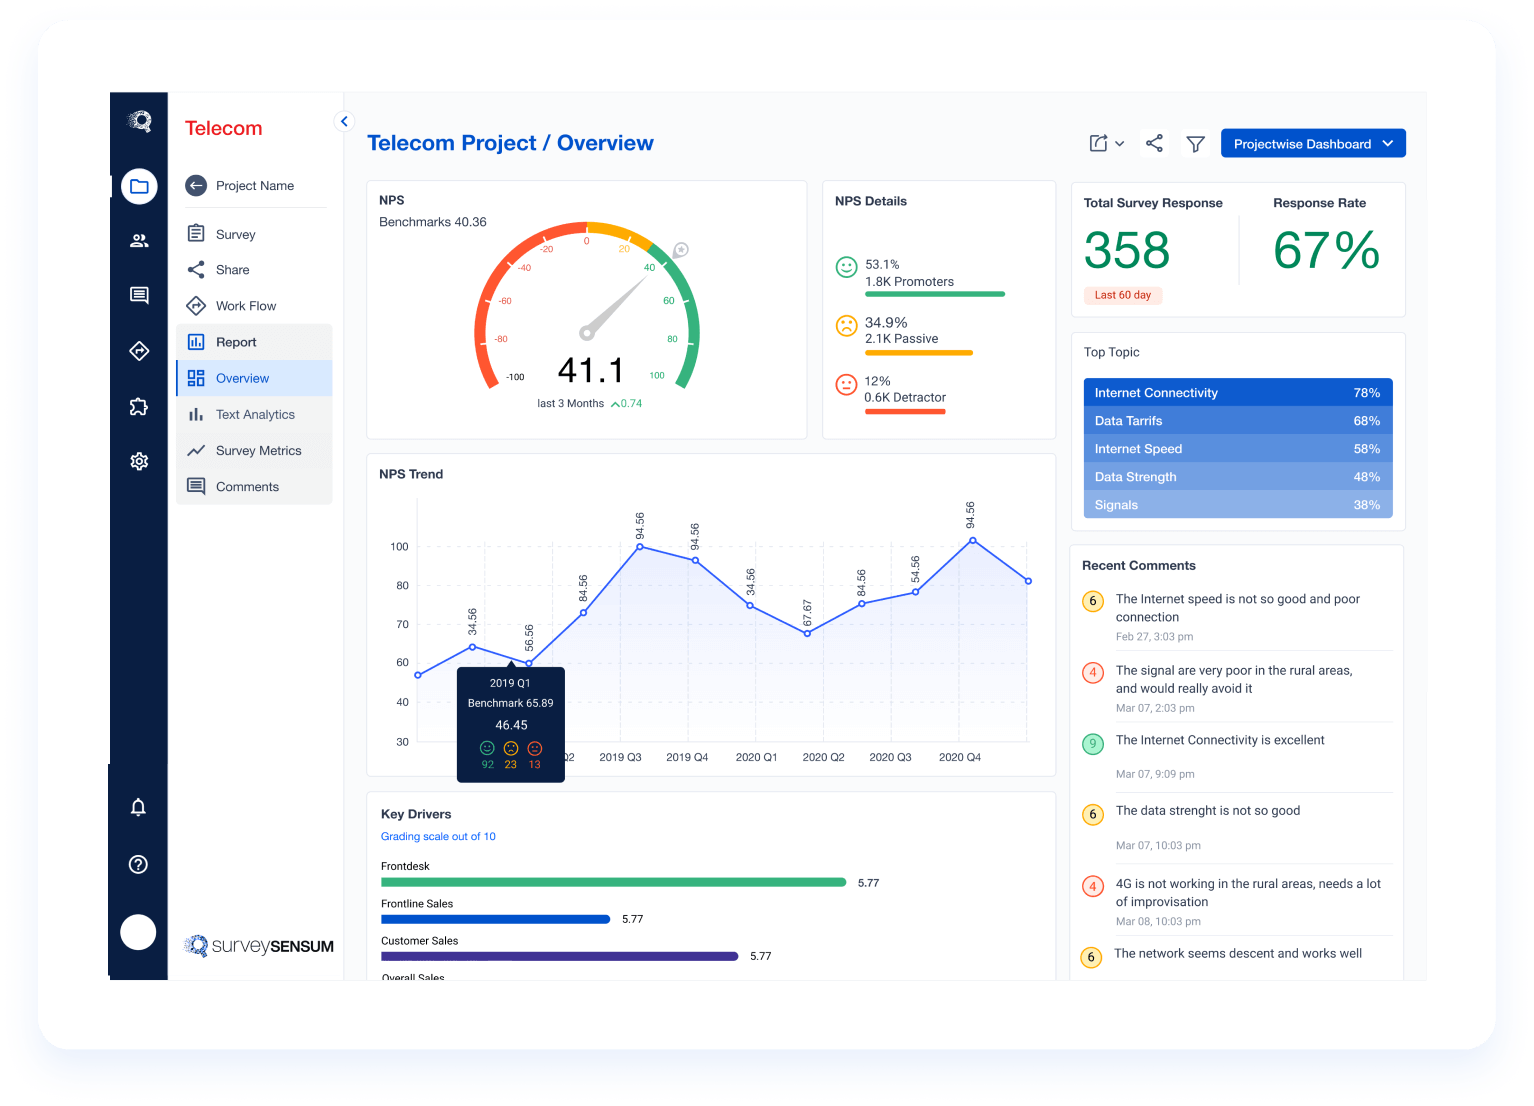 Telecom
Project Name
Survey
Share
Work Flow
Report
Overview
Text Analytics
Survey Metrics
Comments
surveySENSUM
Telecom Project / Overview
Projectwise Dashboard
NPS
Benchmarks 40.36
-100
-80
-60
-40
-20
0
20
40
60
80
100
41.1
last 3 Months 0.74
NPS Details
53.1%
1.8K Promoters
34.9%
2.1K Passive
12%
0.6K Detractor
Total Survey Response
358
Last 60 day
Response Rate
67%
Top Topic
Internet Connectivity 78%
Data Tarrifs 68%
Internet Speed 58%
Data Strength 48%
Signals 38%
NPS Trend
100
80
70
60
40
30
34.56
56.56
84.56
94.56
94.56
34.56
67.67
84.56
54.56
94.56
2019 Q1
Benchmark 65.89
46.45
92 23 13
Q2 2019 Q3 2019 Q4 2020 Q1 2020 Q2 2020 Q3 2020 Q4
Key Drivers
Grading scale out of 10
Frontdesk
5.77
Frontline Sales
5.77
Customer Sales
5.77
Overall Sales
Recent Comments
6 The Internet speed is not so good and poor
connection
Feb 27, 3:03 pm
4 The signal are very poor in the rural areas,
and would really avoid it
Mar 07, 2:03 pm
9 The Internet Connectivity is excellent
Mar 07, 9:09 pm
6 The data strenght is not so good
Mar 07, 10:03 pm
4 4G is not working in the rural areas, needs a lot
of improvisation
Mar 08, 10:03 pm
6 The network seems descent and works well